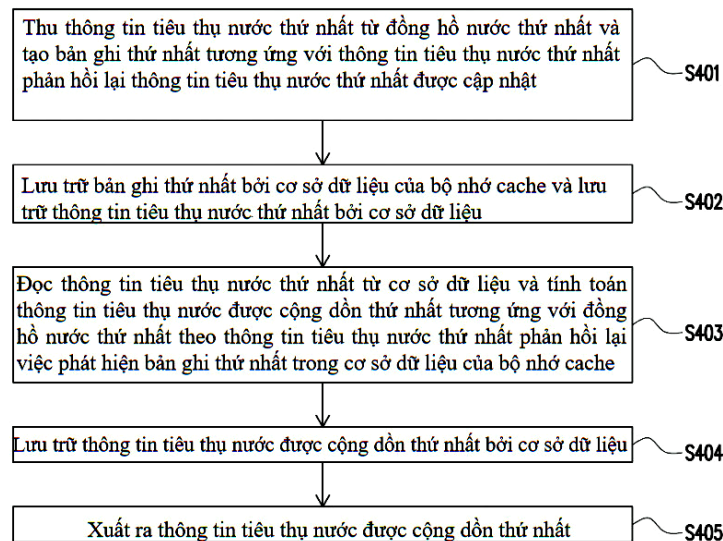 Thu thông tin tiêu thụ nước thứ nhất từ đồng hồ nước thứ nhất và
tạo bản ghi thứ nhất tương ứng với thông tin tiêu thụ nước thứ nhất
phản hồi lại thông tin tiêu thụ nước thứ nhất được cập nhật
S401
Lưu trữ bản ghi thứ nhất bởi cơ sở dữ liệu của bộ nhớ cache và lưu
trữ thông tin tiêu thụ nước thứ nhất bởi cơ sở dữ liệu
S402
Đọc thông tin tiêu thụ nước thứ nhất từ cơ sở dữ liệu và tính toán
thông tin tiêu thụ nước được cộng dồn thứ nhất tương ứng với đồng
hồ nước thứ nhất theo thông tin tiêu thụ nước thứ nhất phản hồi lại
việc phát hiện bản ghi thứ nhất trong cơ sở dữ liệu của bộ nhớ cache
S403
Lưu trữ thông tin tiêu thụ nước được cộng dồn thứ nhất bởi cơ sở dữ liệu
S404
Xuất ra thông tin tiêu thụ nước được cộng dồn thứ nhất
S405